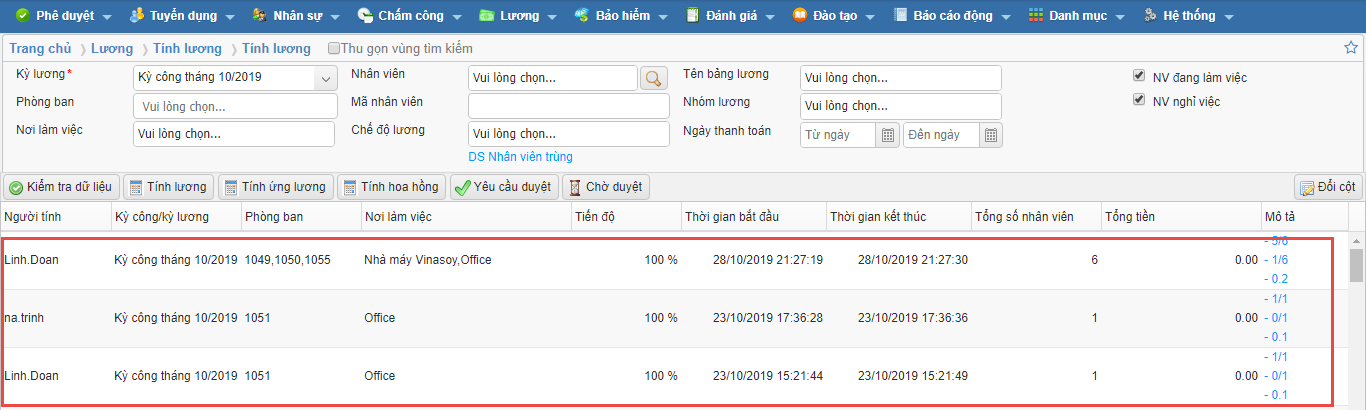 Phê duyệt Tuyển dụng Nhân sự Chấm công Lương Bảo hiểm Đánh giá Đào tạo Báo cáo động Danh mục Hệ thống
Trang chủ Lương Tính lương Tính lương Thu gọn vùng tìm kiếm
Kỳ lương * Kỳ công tháng 10/2019 Nhân viên Vui lòng chọn... Tên bảng lương Vui lòng chọn... NV đang làm việc
Phòng ban Vui lòng chọn... Mã nhân viên Nhóm lương Vui lòng chọn... NV nghỉ việc
Nơi làm việc Vui lòng chọn... Chế độ lương Vui lòng chọn... Ngày thanh toán Từ ngày Đến ngày
DS Nhân viên trùng
Kiểm tra dữ liệu Tính lương Tính ứng lương Tính hoa hồng Yêu cầu duyệt Chờ duyệt Đổi cột
Người tính Kỳ công/kỳ lương Phòng ban Nơi làm việc Tiến độ Thời gian bắt đầu Thời gian kết thúc Tổng số nhân viên Tổng tiền Mô tả
- 5/6
Linh.Doan Kỳ công tháng 10/2019 1049,1050,1055 Nhà máy Vinasoy,Office 100 % 28/10/2019 21:27:19 28/10/2019 21:27:30 6 0.00 - 1/6
- 0.2
- 1/1
na.trinh Kỳ công tháng 10/2019 1051 Office 100 % 23/10/2019 17:36:28 23/10/2019 17:36:36 1 0.00 - 0/1
- 0.1
- 1/1
Linh.Doan Kỳ công tháng 10/2019 1051 Office 100 % 23/10/2019 15:21:44 23/10/2019 15:21:49 1 0.00 - 0/1
- 0.1